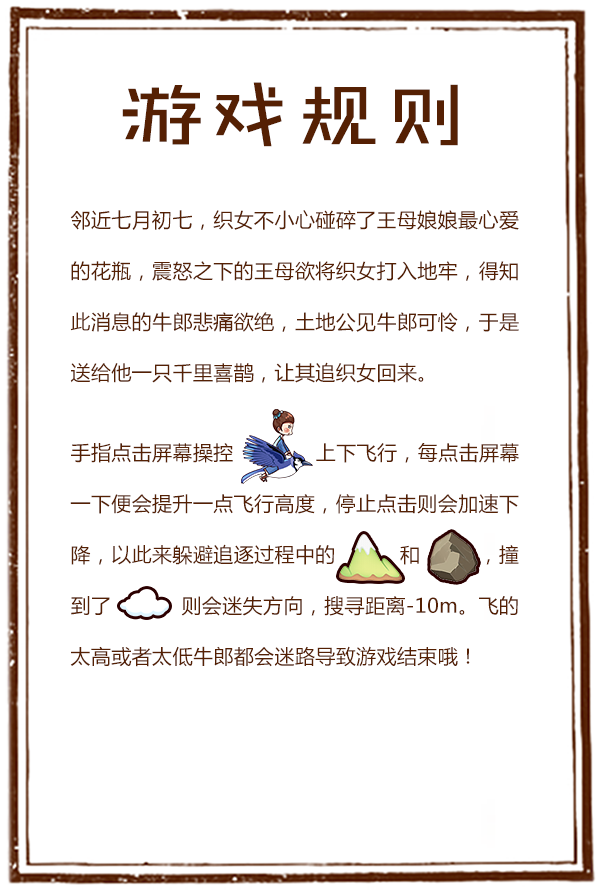 游戏规则
邻近七月初七，织女不小心碰碎了王母娘娘最心爱
的花瓶，震怒之下的王母欲将织女打入地牢，得知
此消息的牛郎悲痛欲绝，土地公见牛郎可怜，于是
送给他一只千里喜鹊，让其追织女回来。
手指点击屏幕操控 上下飞行，每点击屏幕
一下便会提升一点飞行高度，停止点击则会加速下
降，以此来躲避追逐过程中的 和 ，撞
到了 则会迷失方向，搜寻距离-10m。飞的
太高或者太低牛郎都会迷路导致游戏结束哦！